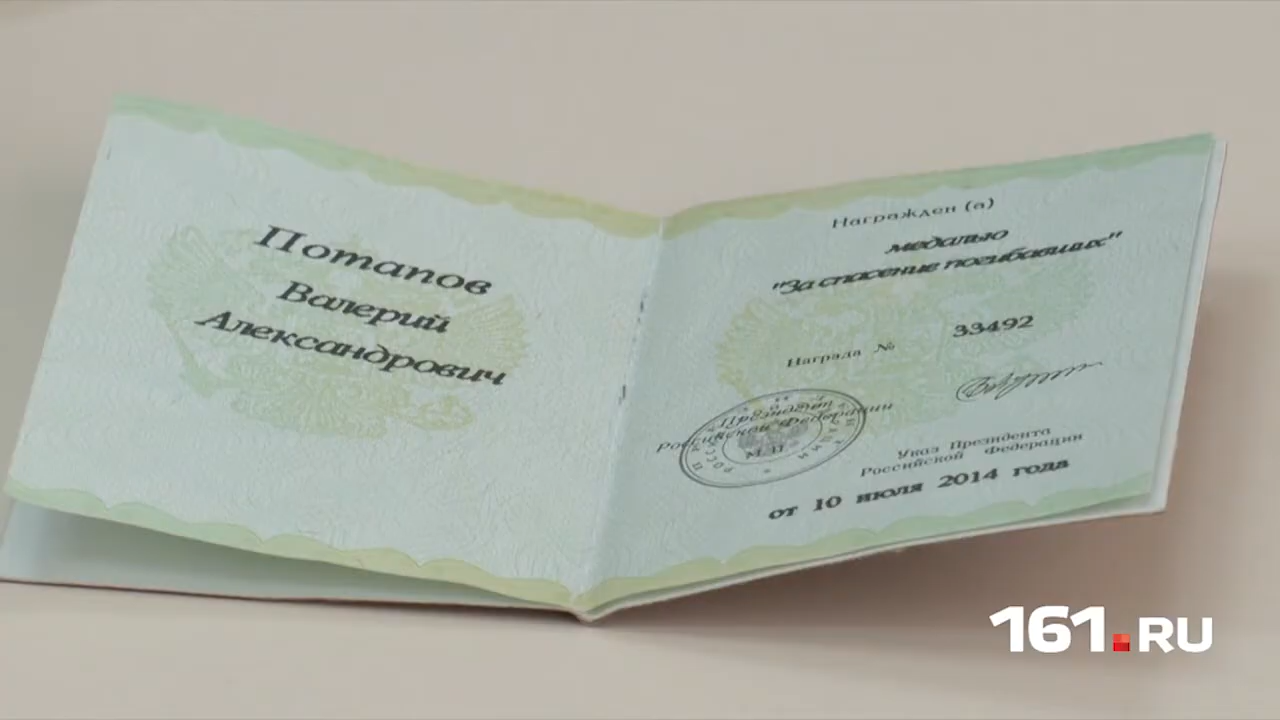 Потапов
Валерий
Александрович
Награжден (а)
медалью
"За спасение погибавших"
Награда № 33492
Президент
Российской Федерации
М.П.
Указ Президента
Российской Федерации
от 10 июля 2014 года
161.RU